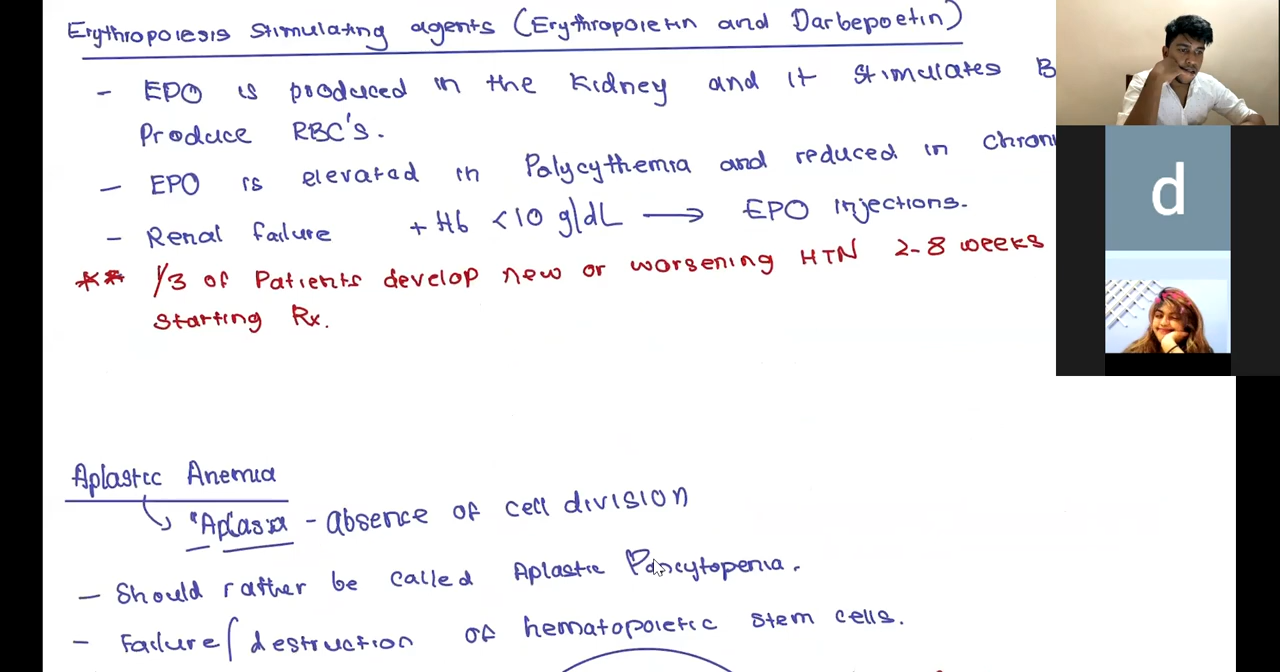 Erythropoiesis Stimulating agents (Erythropoietin and Darbepoetin)
- EPO is produced in the kidney and it stimulates B
Produce RBC's.
- EPO is elevated in Polycythemia and reduced in chron
- Renal failure + Hb <10 g/dL → EPO injections.
** 1/3 of Patients develop new or worsening HTN 2-8 weeks
starting Rx.
d
Aplastic Anemia
"Aplasia - absence of cell division
- Should rather be called Aplastic Pancytopenia.
- Failure/destruction of hematopoietic stem cells.